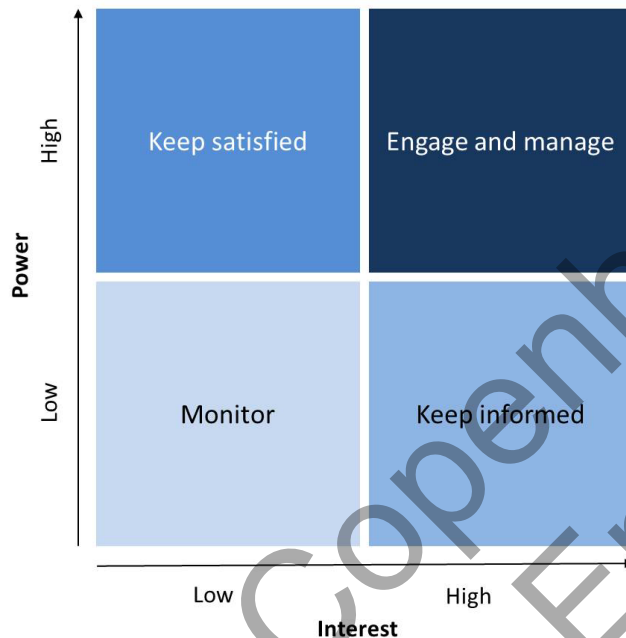 High
Keep satisfied
Engage and manage
Power
Low
Monitor
Keep informed
Low
High
Interest